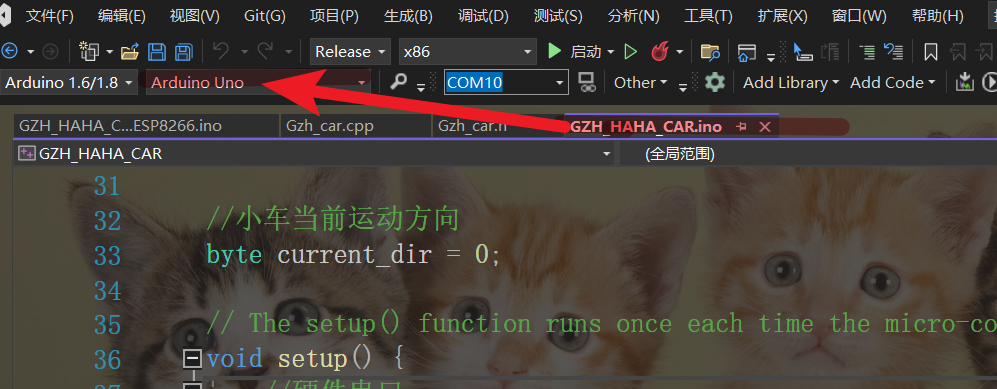 文件(F) 编辑(E) 视图(V) Git(G) 项目(P) 生成(B) 调试(D) 测试(S) 分析(N) 工具(T) 扩展(X) 窗口(W) 帮助(H)
Release x86 启动
Arduino 1.6/1.8 Arduino Uno COM10 Other Add Library Add Code
GZH_HAHA_C...ESP8266.ino Gzh_car.cpp Gzh_car.h GZH_HAHA_CAR.ino
GZH_HAHA_CAR (全局范围)
31
32 //小车当前运动方向
33 byte current_dir = 0;
34
35 // The setup() function runs once each time the micro-co
36 void setup() {
//硬件串口